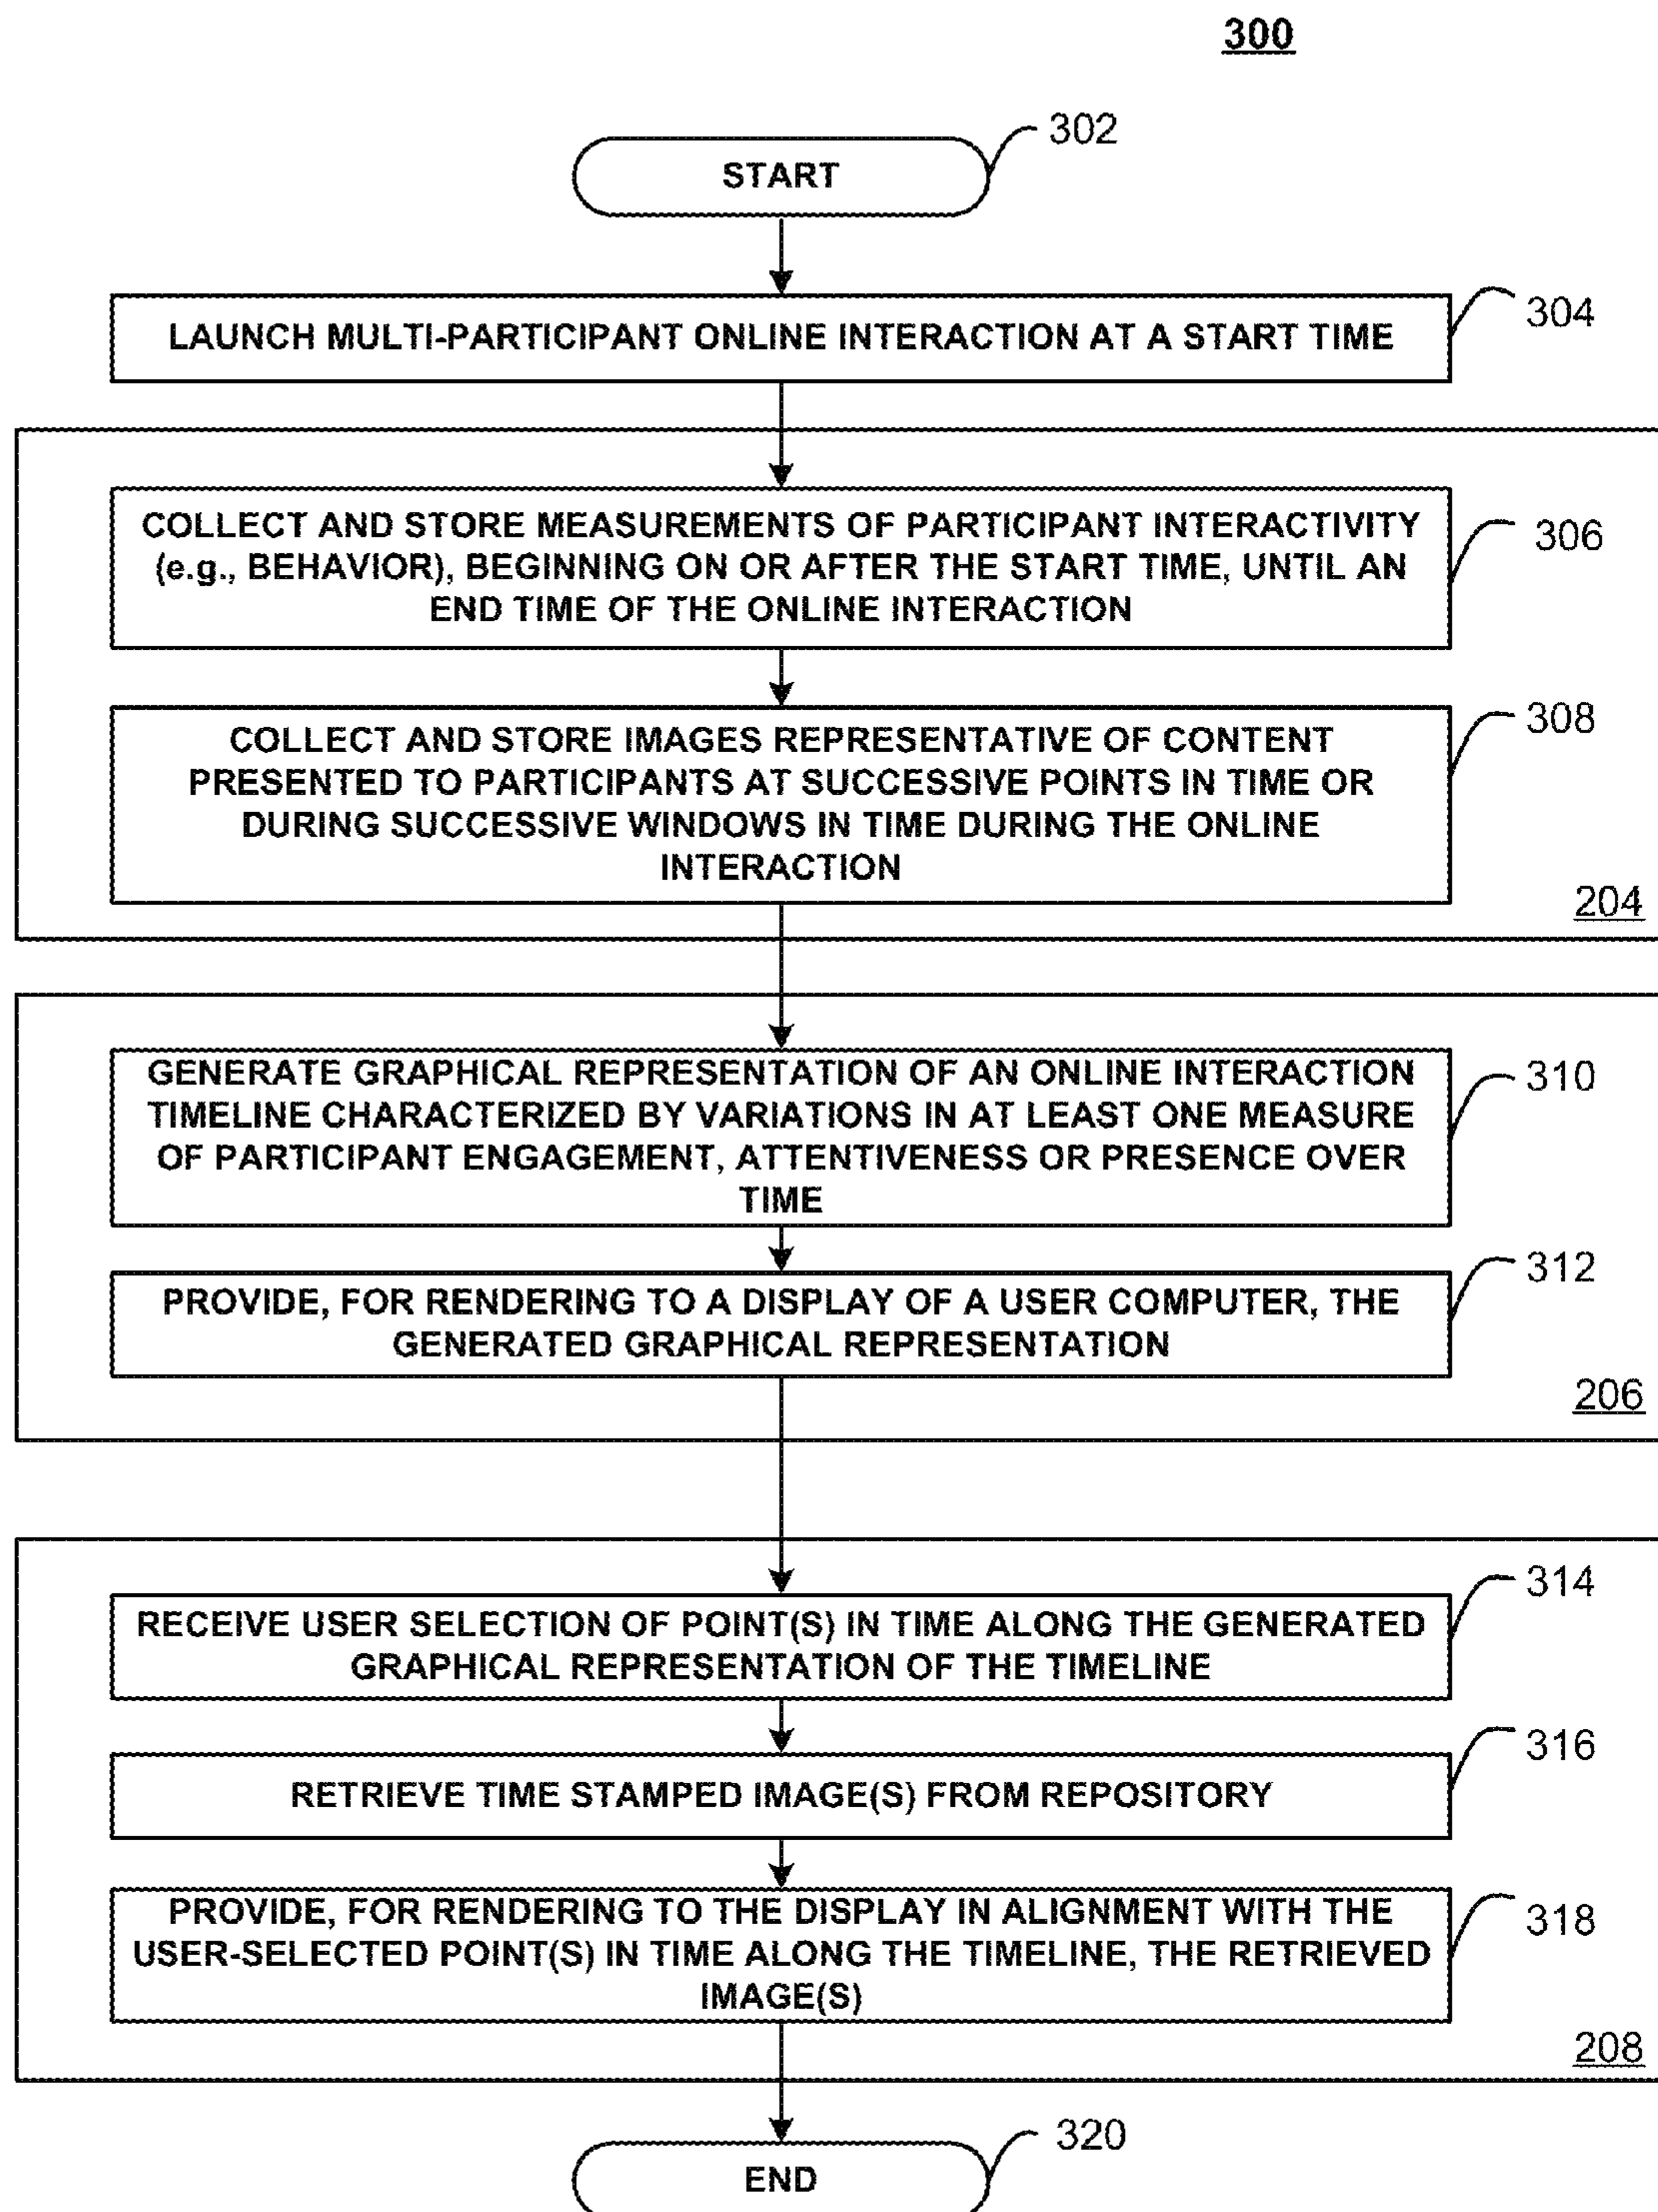 300
302
START
304
LAUNCH MULTI-PARTICIPANT ONLINE INTERACTION AT A START TIME
306
COLLECT AND STORE MEASUREMENTS OF PARTICIPANT INTERACTIVITY
(e.g., BEHAVIOR), BEGINNING ON OR AFTER THE START TIME, UNTIL AN
END TIME OF THE ONLINE INTERACTION
308
COLLECT AND STORE IMAGES REPRESENTATIVE OF CONTENT
PRESENTED TO PARTICIPANTS AT SUCCESSIVE POINTS IN TIME OR
DURING SUCCESSIVE WINDOWS IN TIME DURING THE ONLINE
INTERACTION
204
310
GENERATE GRAPHICAL REPRESENTATION OF AN ONLINE INTERACTION
TIMELINE CHARACTERIZED BY VARIATIONS IN AT LEAST ONE MEASURE
OF PARTICIPANT ENGAGEMENT, ATTENTIVENESS OR PRESENCE OVER
TIME
312
PROVIDE, FOR RENDERING TO A DISPLAY OF A USER COMPUTER, THE
GENERATED GRAPHICAL REPRESENTATION
206
314
RECEIVE USER SELECTION OF POINT(S) IN TIME ALONG THE GENERATED
GRAPHICAL REPRESENTATION OF THE TIMELINE
316
RETRIEVE TIME STAMPED IMAGE(S) FROM REPOSITORY
318
PROVIDE, FOR RENDERING TO THE DISPLAY IN ALIGNMENT WITH THE
USER-SELECTED POINT(S) IN TIME ALONG THE TIMELINE, THE RETRIEVED
IMAGE(S)
208
320
END